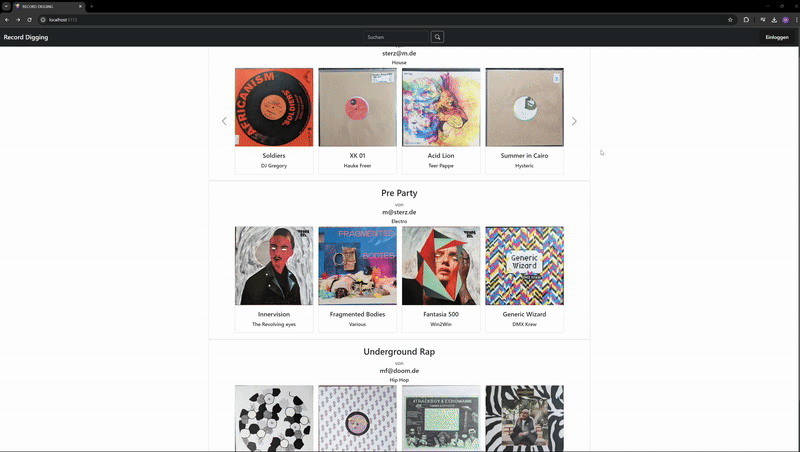 RECORD DIGGING
localhost:5173
Record Digging
Suchen
Einloggen
sterz@m.de
House
AFRICANISM
SOLDIERS
Soldiers
DJ Gregory
XK 01
Hauke Freer
Acid Lion
Teer Pappe
Summer in Cairo
Hysteric
Pre Party
von
m@sterz.de
Electro
FRAGMENTED
BODIES
Generic
Wizard
Innervision
The Revolving eyes
Fragmented Bodies
Various
Fantasia 500
Win2Win
Generic Wizard
DMX Krew
Underground Rap
von
mf@doom.de
Hip Hop